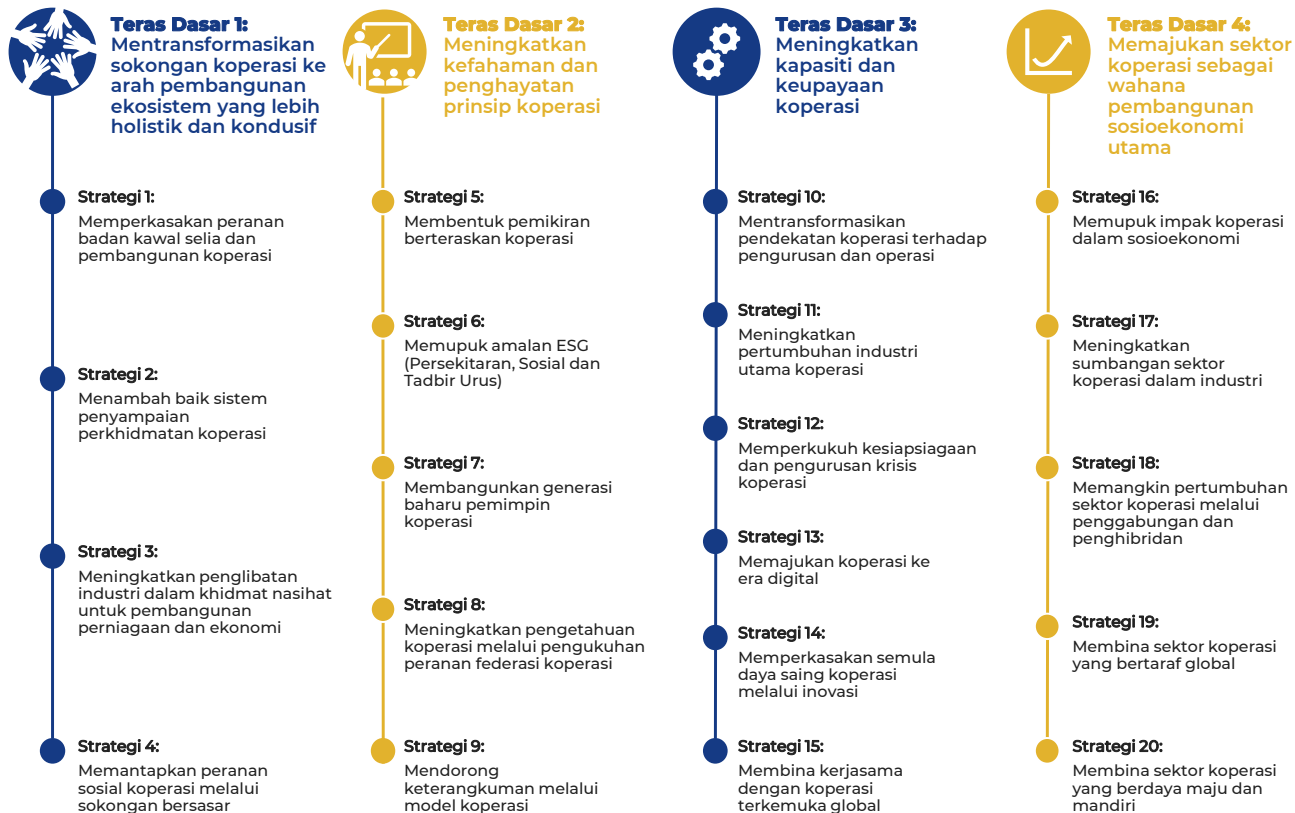 Teras Dasar 1:
Mentransformasikan
sokongan koperasi ke
arah pembangunan
ekosistem yang lebih
holistik dan kondusif
Strategi 1:
Memperkasakan peranan
badan kawal selia dan
pembangunan koperasi
Strategi 2:
Menambah baik sistem
penyampaian
perkhidmatan koperasi
Strategi 3:
Meningkatkan penglibatan
industri dalam khidmat nasihat
untuk pembangunan
perniagaan dan ekonomi
Strategi 4:
Memantapkan peranan
sosial koperasi melalui
sokongan bersasar
Teras Dasar 2:
Meningkatkan
kefahaman dan
penghayatan
prinsip koperasi
Strategi 5:
Membentuk pemikiran
berteraskan koperasi
Strategi 6:
Memupuk amalan ESG
(Persekitaran, Sosial dan
Tadbir Urus)
Strategi 7:
Membangunkan generasi
baharu pemimpin
koperasi
Strategi 8:
Meningkatkan pengetahuan
koperasi melalui pengukuhan
peranan federasi koperasi
Strategi 9:
Mendorong
keterangkuman melalui
model koperasi
Teras Dasar 3:
Meningkatkan
kapasiti dan
keupayaan
koperasi
Strategi 10:
Mentransformasikan
pendekatan koperasi terhadap
pengurusan dan operasi
Strategi 11:
Meningkatkan
pertumbuhan industri
utama koperasi
Strategi 12:
Memperkukuh kesiapsiagaan
dan pengurusan krisis
koperasi
Strategi 13:
Memajukan koperasi ke
era digital
Strategi 14:
Memperkasakan semula
daya saing koperasi
melalui inovasi
Strategi 15:
Membina kerjasama
dengan koperasi
terkemuka global
Teras Dasar 4:
Memajukan sektor
koperasi sebagai
wahana
pembangunan
sosioekonomi
utama
Strategi 16:
Memupuk impak koperasi
dalam sosioekonomi
Strategi 17:
Meningkatkan
sumbangan sektor
koperasi dalam industri
Strategi 18:
Memangkin pertumbuhan
sektor koperasi melalui
penggabungan dan
penghibridan
Strategi 19:
Membina sektor koperasi
yang bertaraf global
Strategi 20:
Membina sektor koperasi
yang berdaya maju dan
mandiri